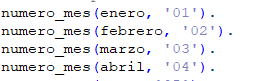 numero_mes(enero, '01').
numero_mes(febrero, '02').
numero_mes(marzo, '03').
numero_mes(abril, '04').